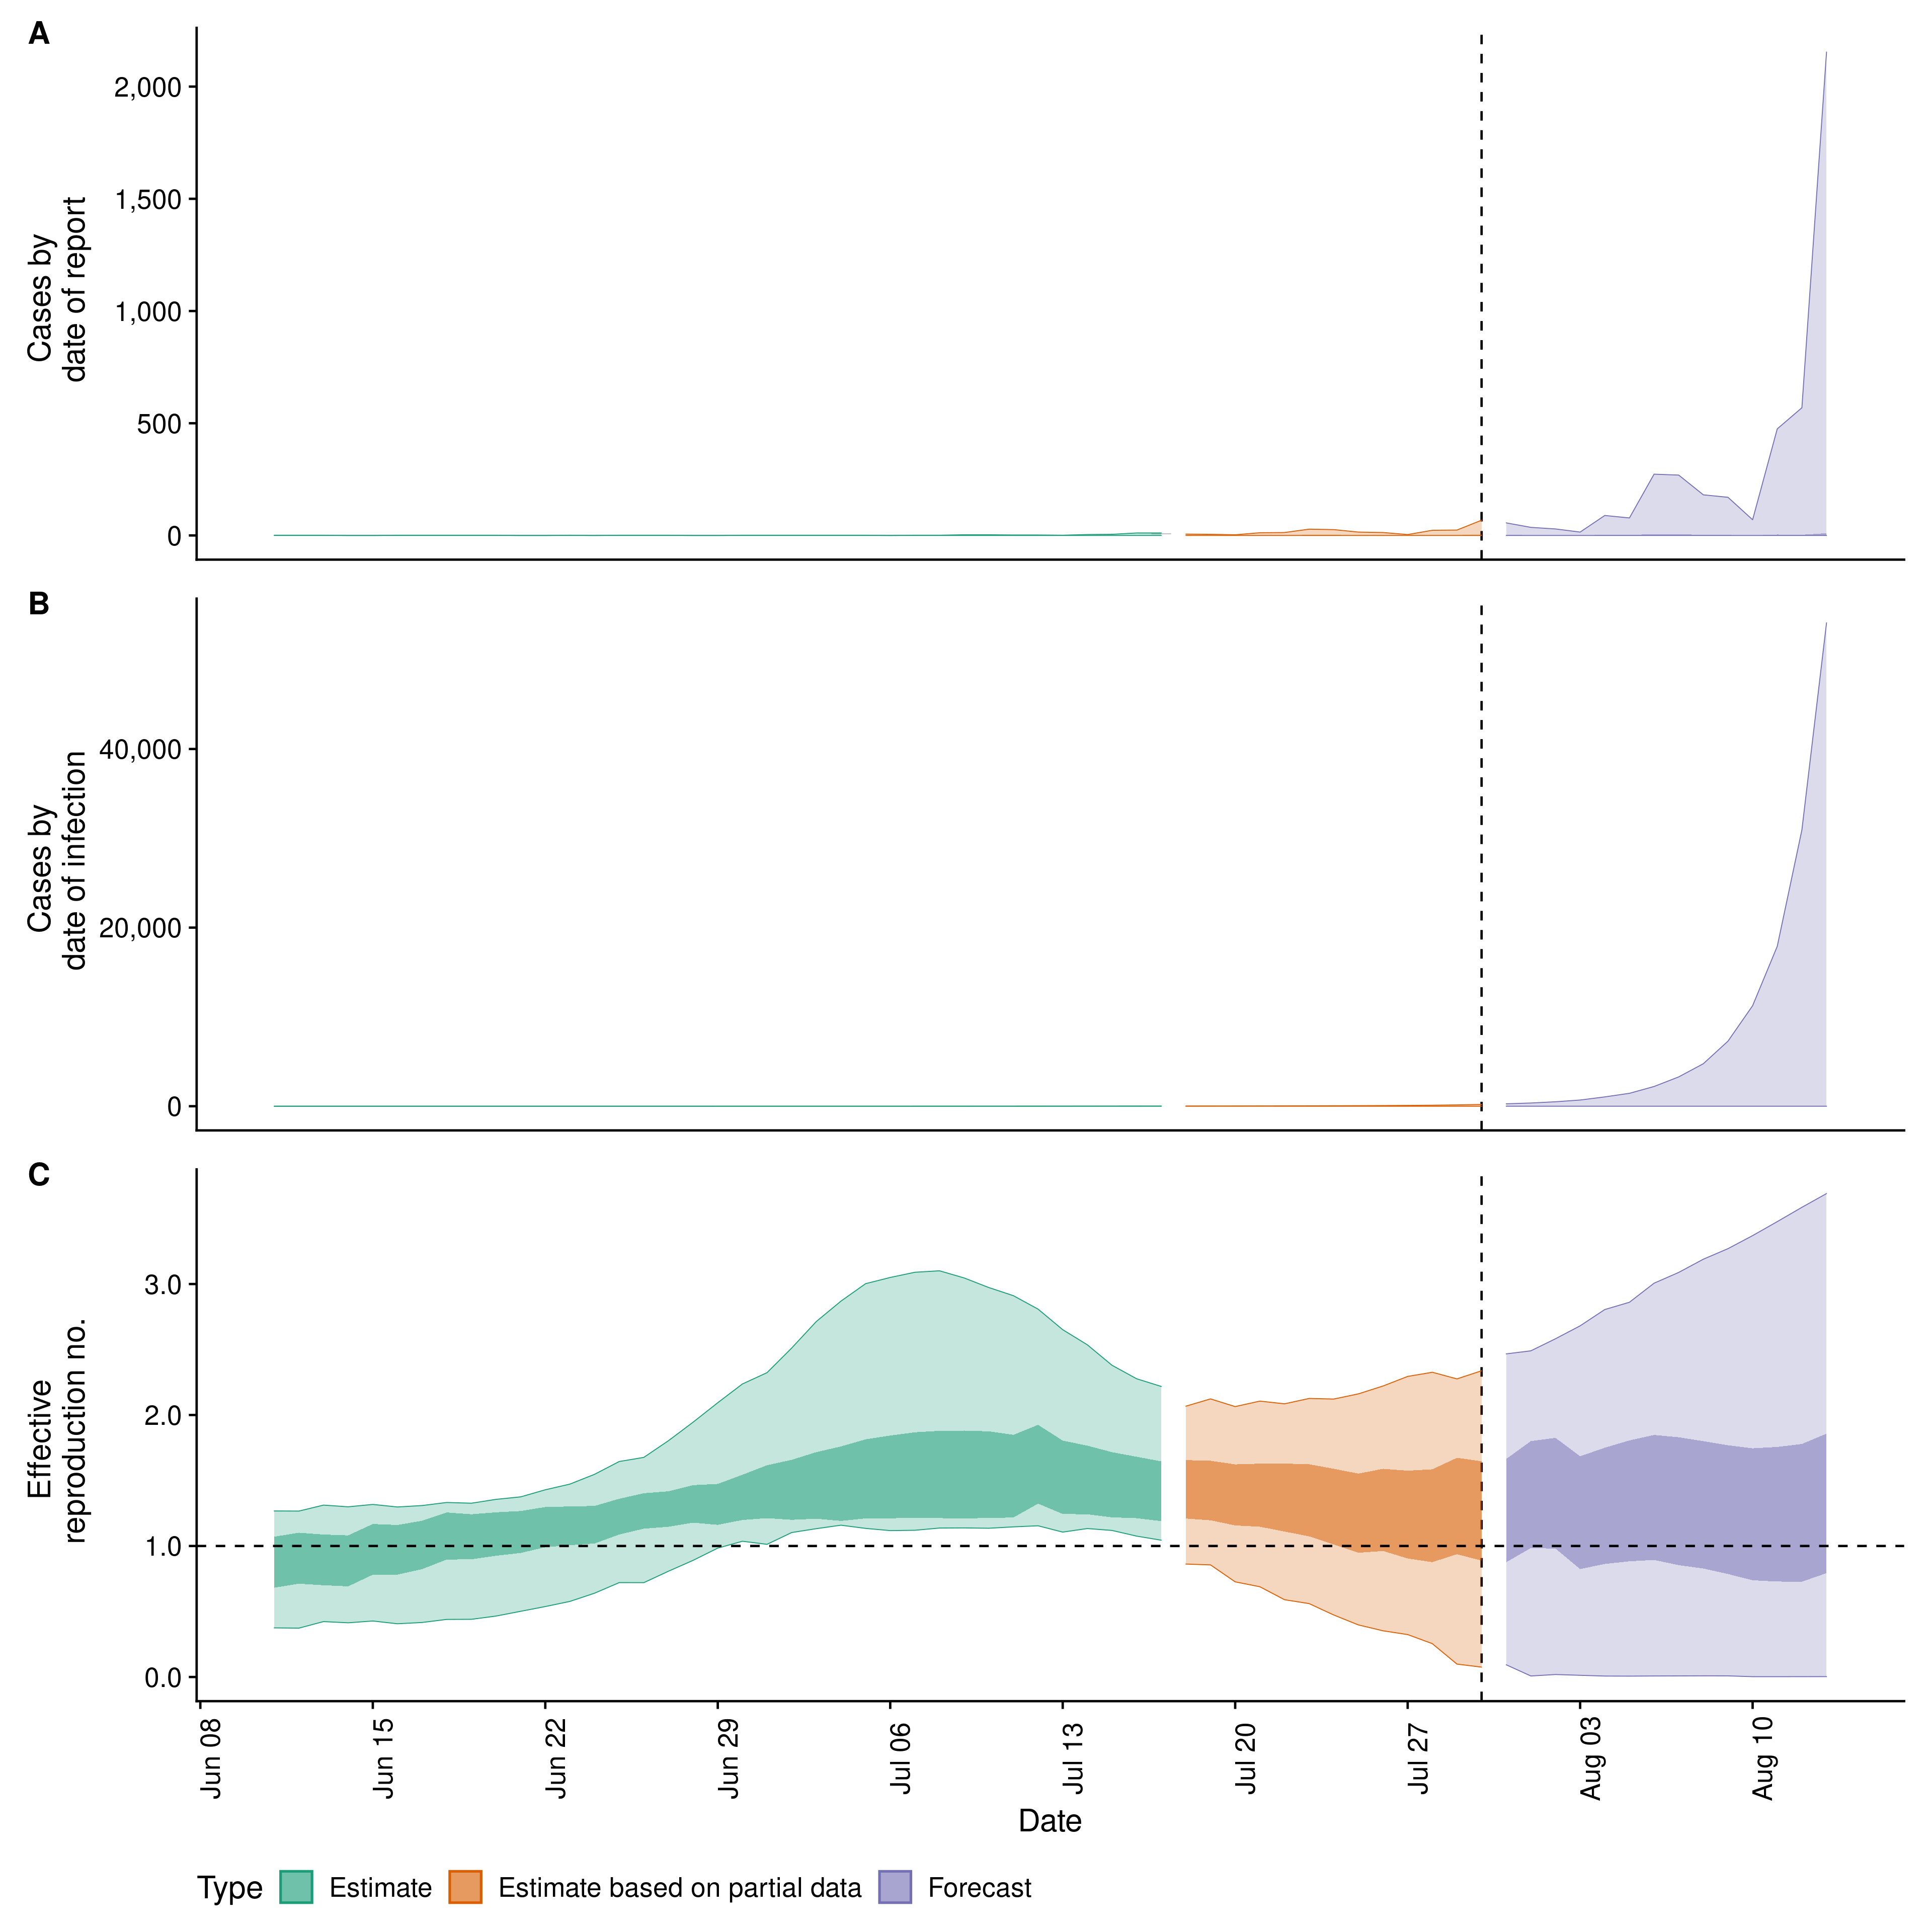 A
2,000
1,500
1,000
500
0
Cases by
date of report
B
40,000
20,000
0
Cases by
date of infection
C
3.0
2.0
1.0
0.0
Effective
reproduction no.
Jun 08
Jun 15
Jun 22
Jun 29
Jul 06
Jul 13
Jul 20
Jul 27
Aug 03
Aug 10
Date
Type Estimate Estimate based on partial data Forecast